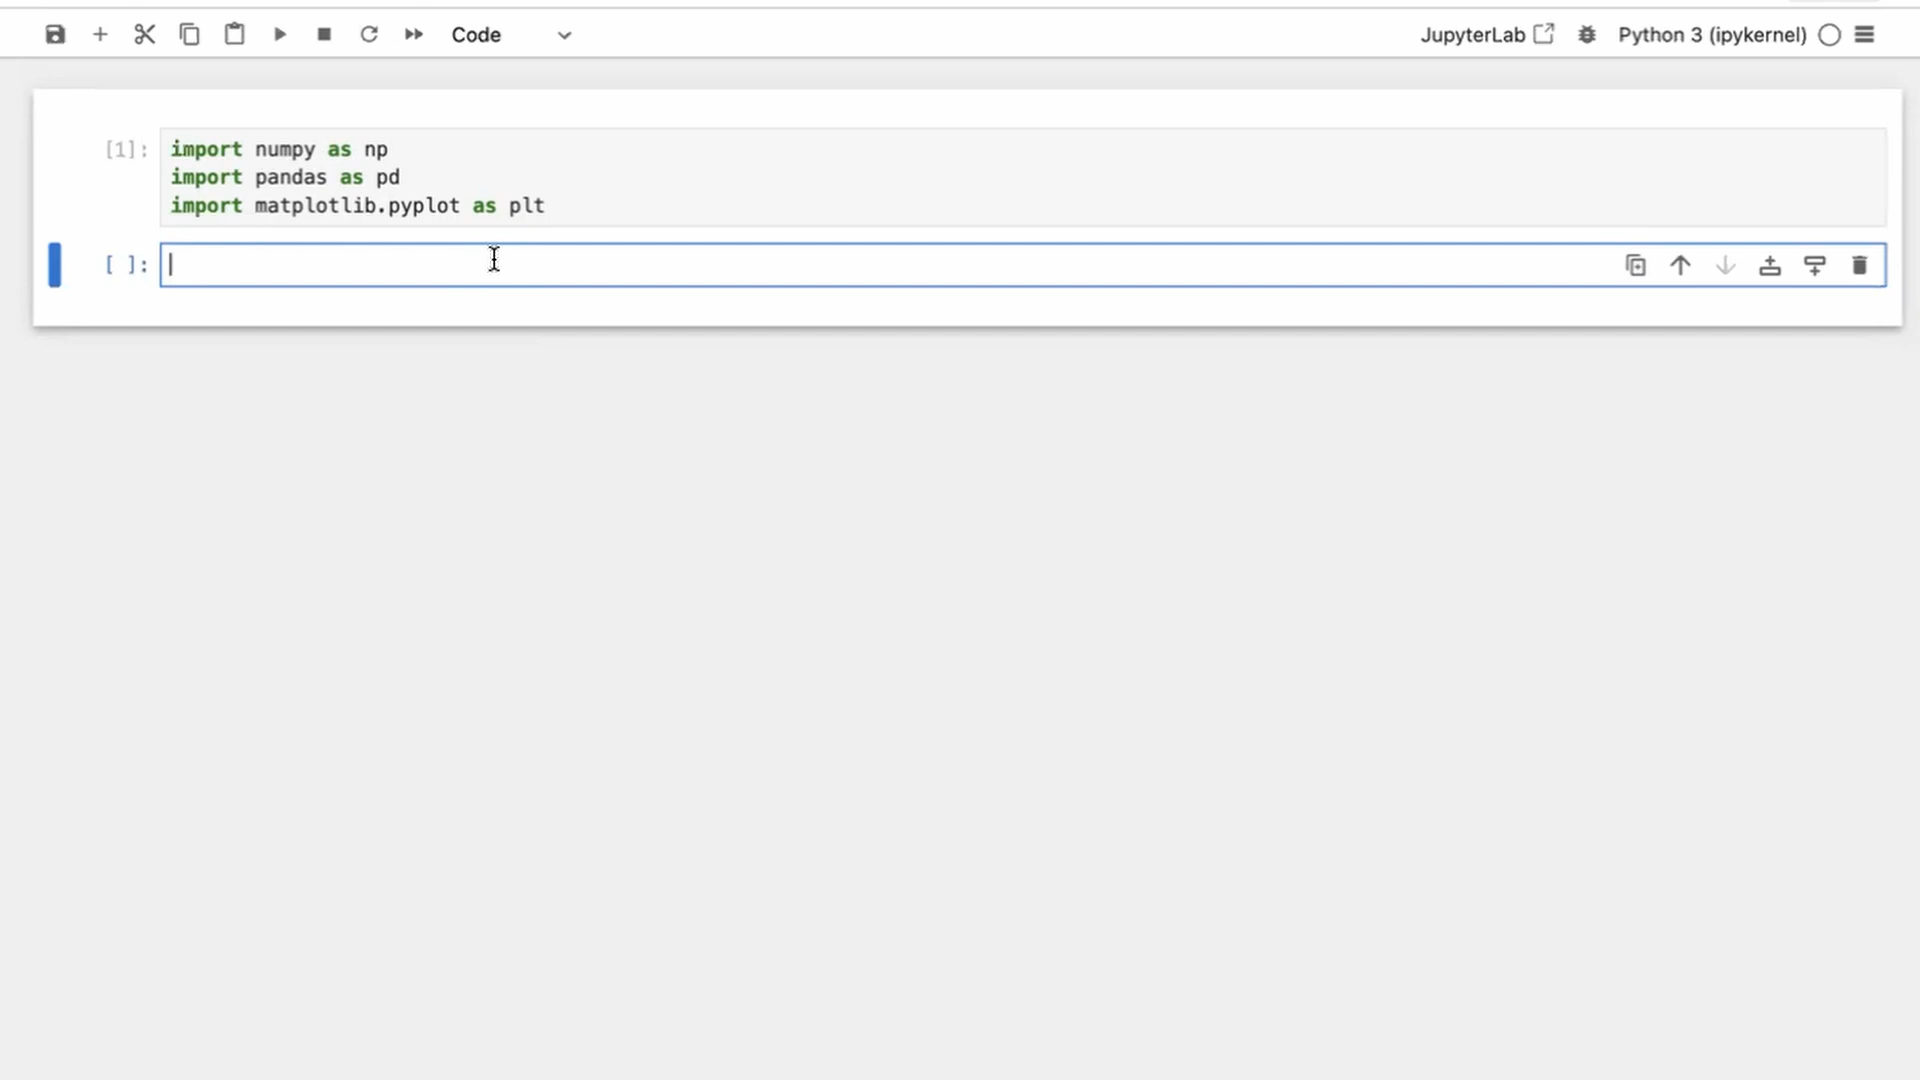 Code
JupyterLab Python 3 (ipykernel)
[1]: import numpy as np
import pandas as pd
import matplotlib.pyplot as plt
[ ]: